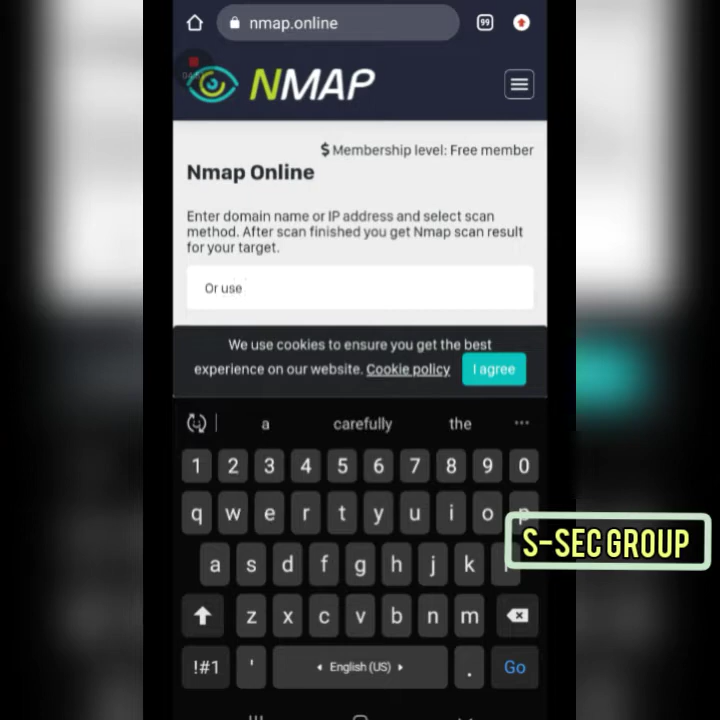 nmap.online
99
NMAP
$ Membership level: Free member
Nmap Online
Enter domain name or IP address and select scan
method. After scan finished you get Nmap scan result
for your target.
Or use
We use cookies to ensure you get the best
experience on our website. Cookie policy
I agree
a carefully the
1 2 3 4 5 6 7 8 9 0
q w e r t y u i o p
S-SEC GROUP
a s d f g h j k
z x c v b n m
!#1 ' English (US) . Go